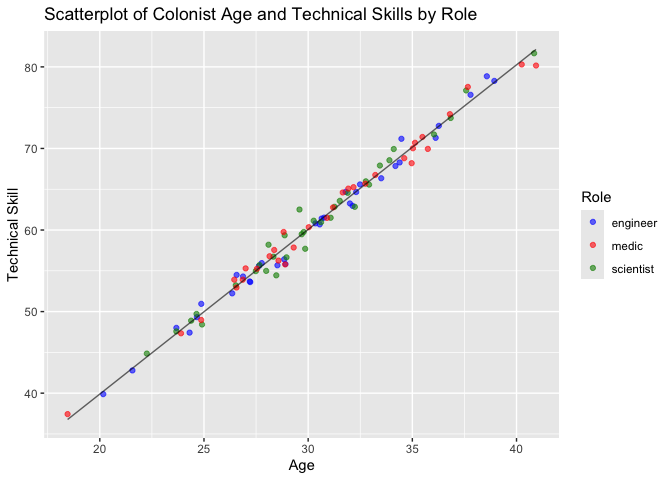 Scatterplot of Colonist Age and Technical Skills by Role
80
70
60
50
40
Technical Skill
20 25 30 35 40
Age
Role
engineer
medic
scientist